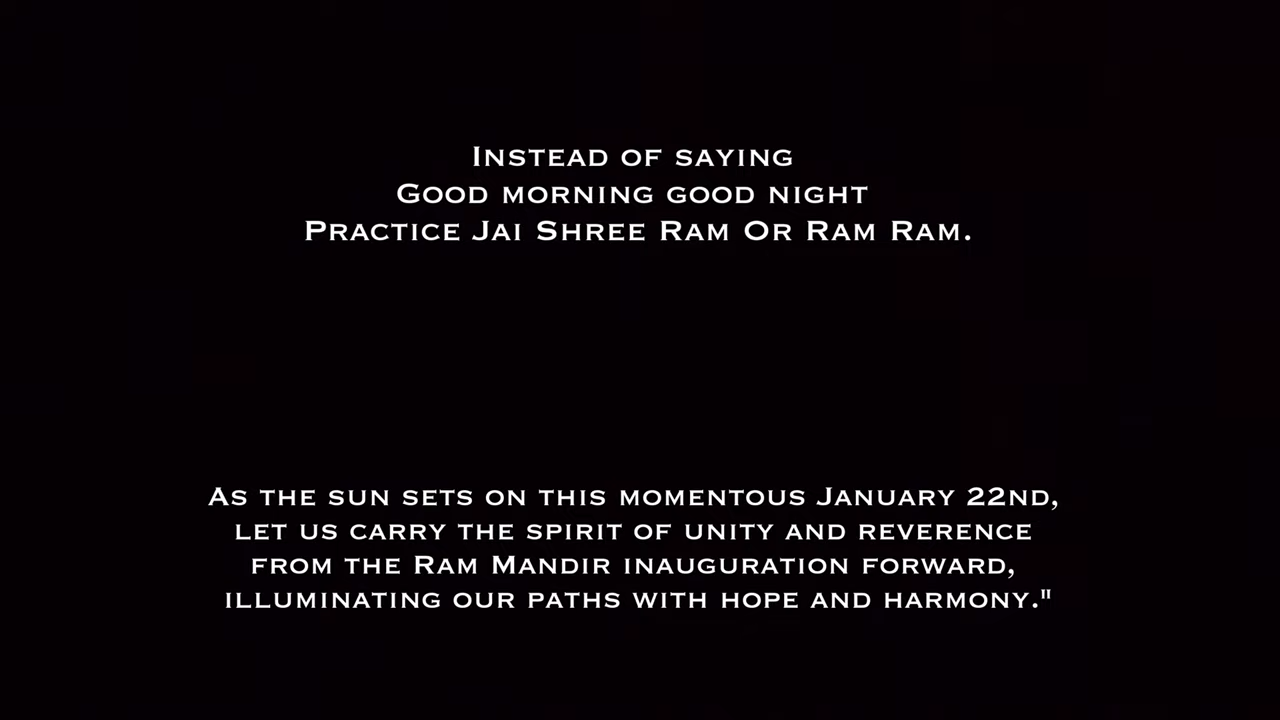 Instead of saying
Good morning good night
Practice Jai Shree Ram Or Ram Ram.
As the sun sets on this momentous January 22nd,
let us carry the spirit of unity and reverence
from the Ram Mandir inauguration forward,
illuminating our paths with hope and harmony."